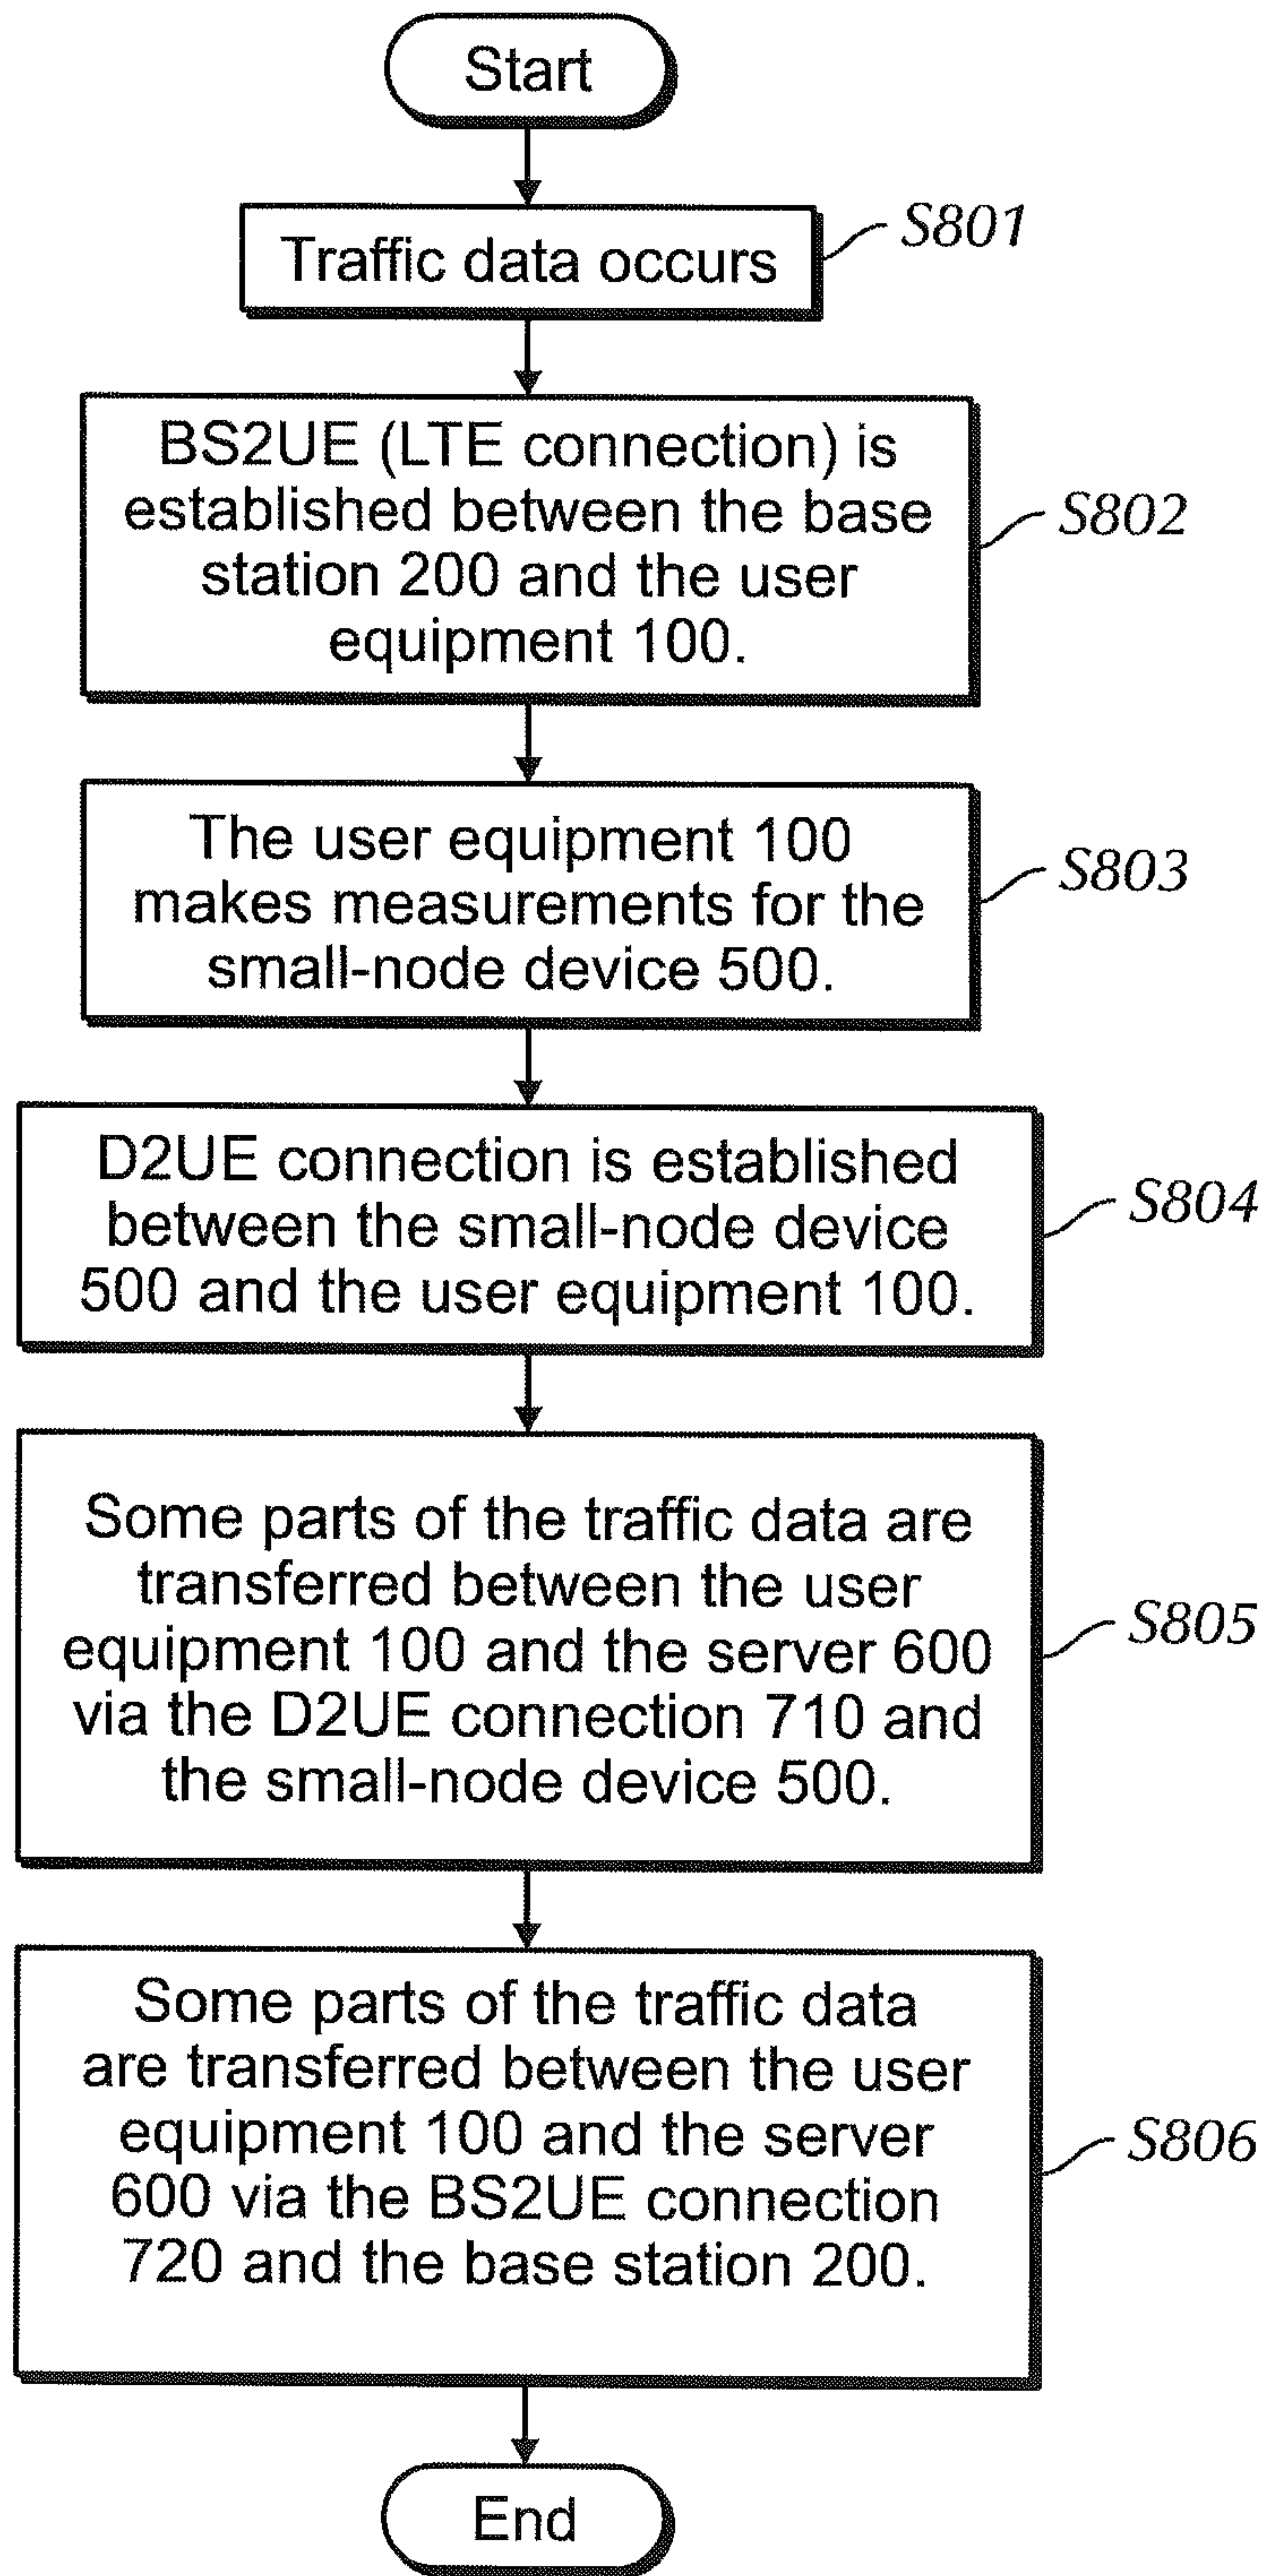 Start
Traffic data occurs
S801
BS2UE (LTE connection) is
established between the base
station 200 and the user
equipment 100.
S802
The user equipment 100
makes measurements for the
small-node device 500.
S803
D2UE connection is established
between the small-node device
500 and the user equipment 100.
S804
Some parts of the traffic data are
transferred between the user
equipment 100 and the server 600
via the D2UE connection 710 and
the small-node device 500.
S805
Some parts of the traffic data
are transferred between the user
equipment 100 and the server
600 via the BS2UE connection
720 and the base station 200.
S806
End